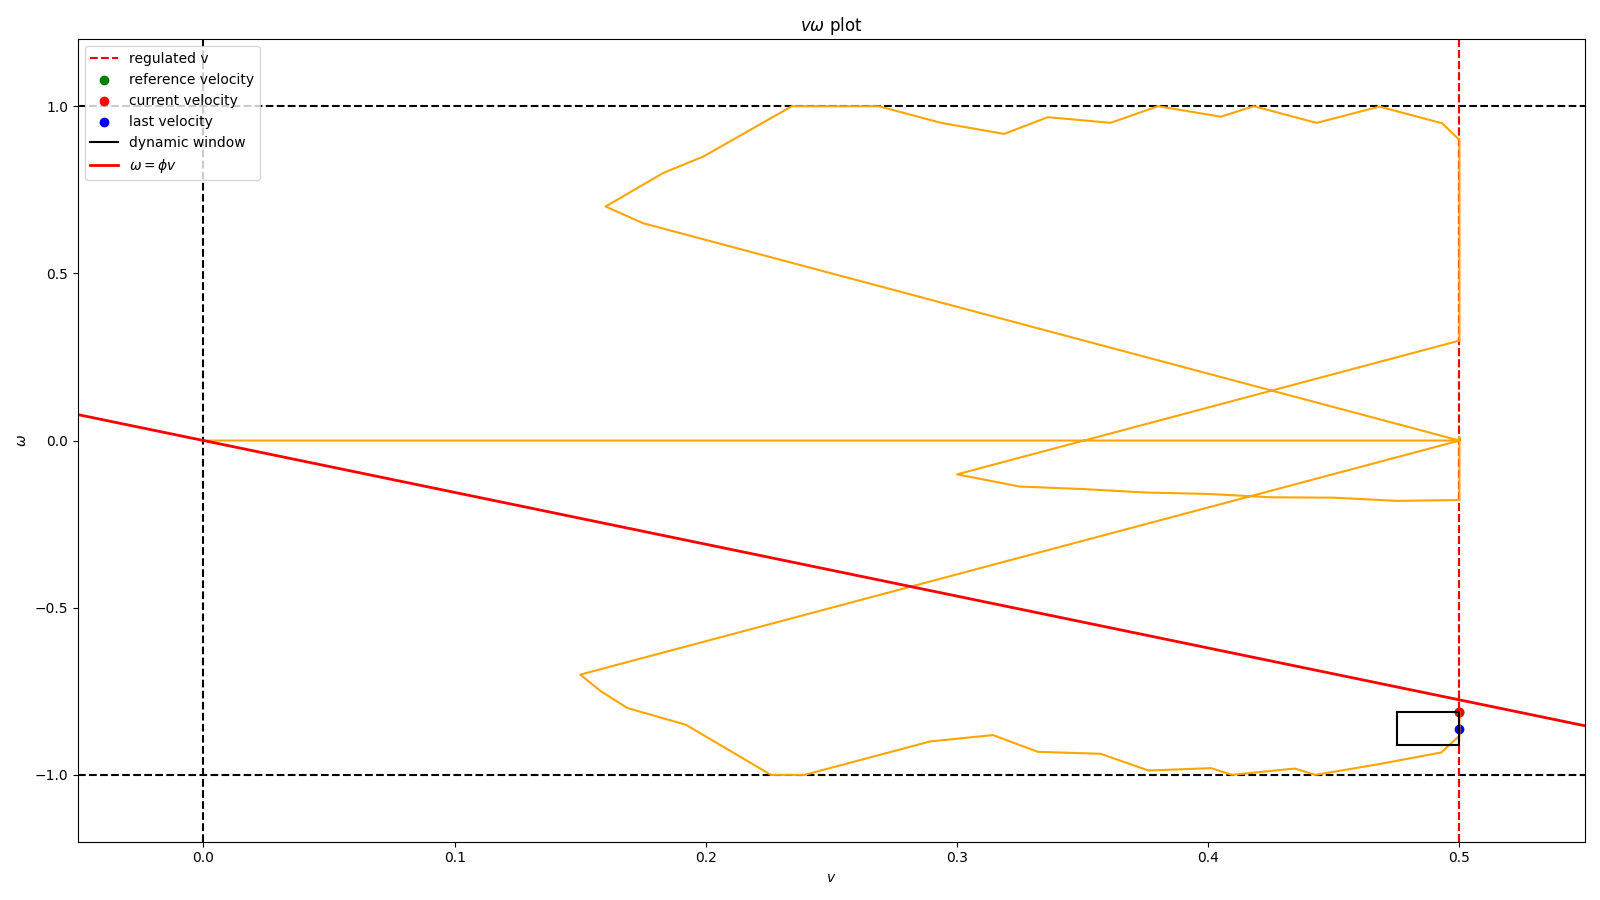 vω plot
regulated v
reference velocity
current velocity
last velocity
dynamic window
ω = ϕv
1.0
0.5
0.0
−0.5
−1.0
ω
0.0 0.1 0.2 0.3 0.4 0.5
v